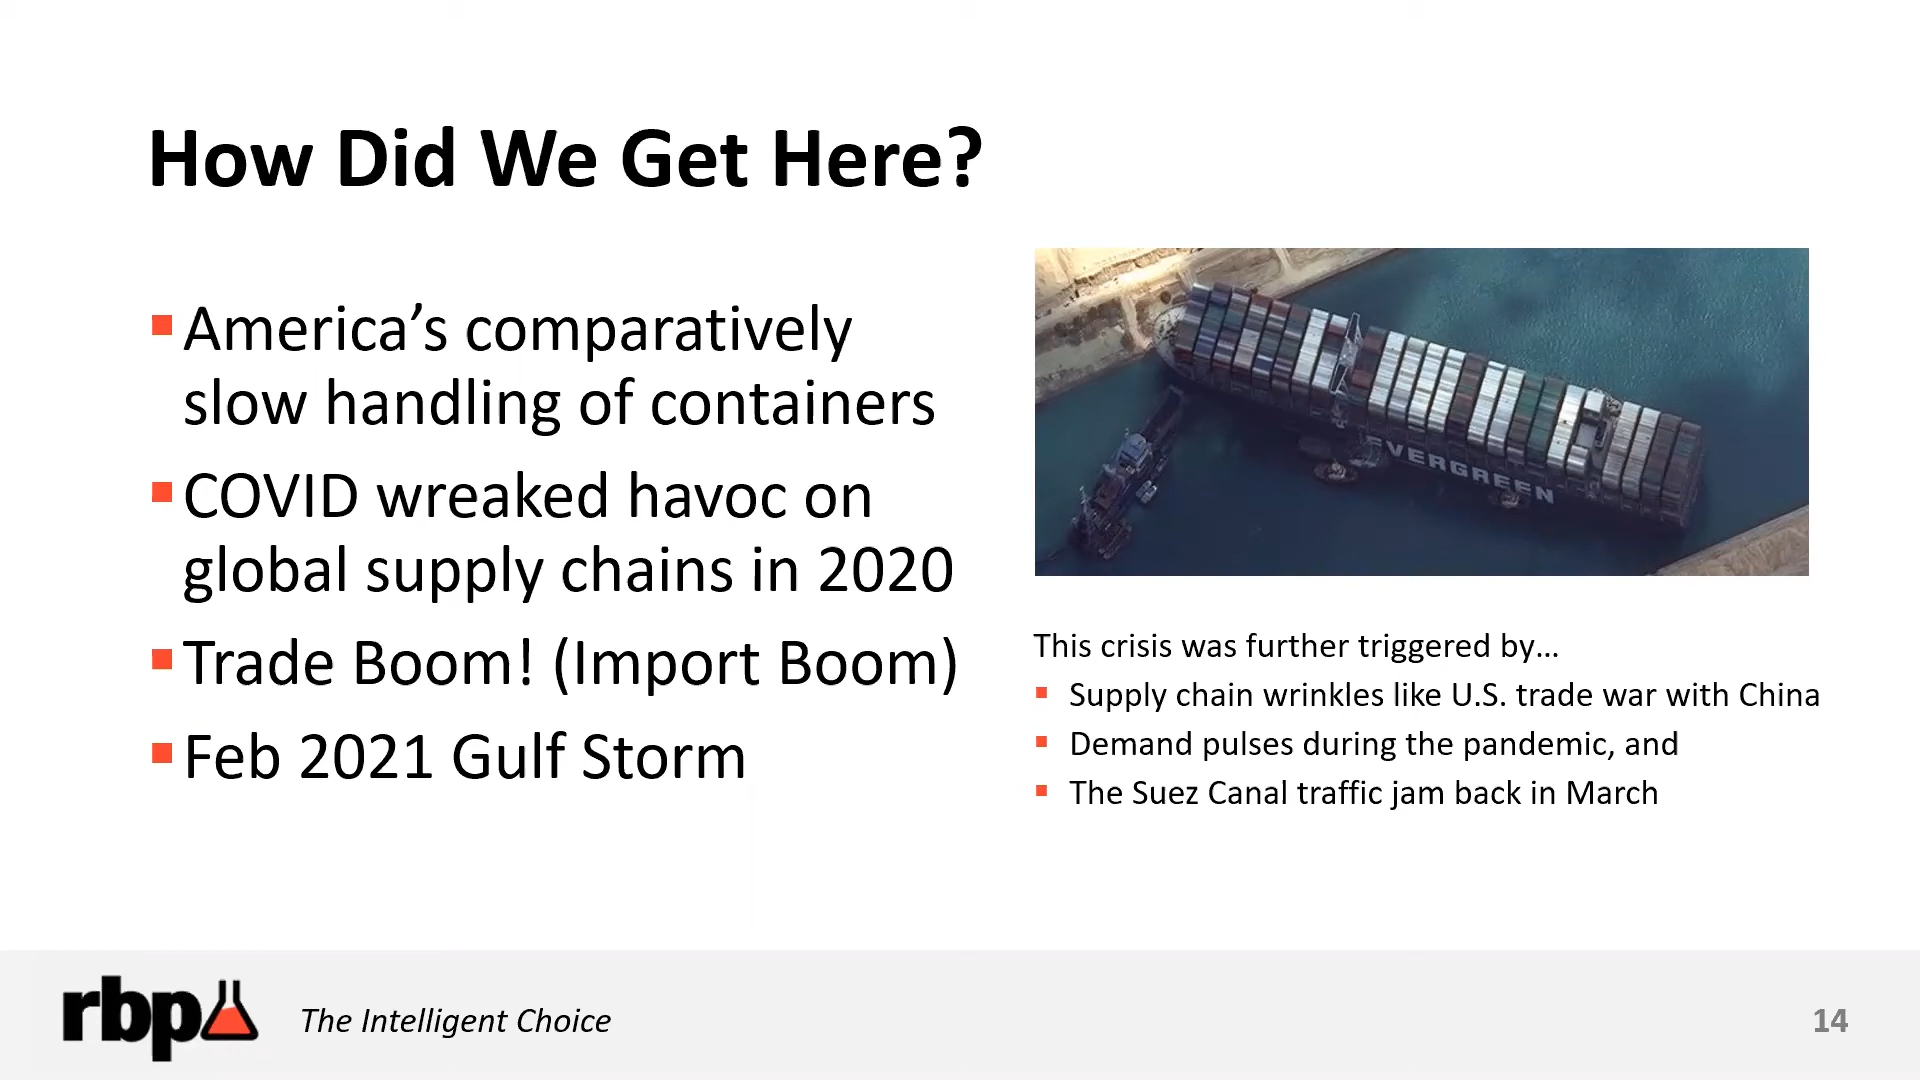 How Did We Get Here?
America’s comparatively
slow handling of containers
COVID wreaked havoc on
global supply chains in 2020
Trade Boom! (Import Boom)
Feb 2021 Gulf Storm
EVERGREEN
This crisis was further triggered by…
Supply chain wrinkles like U.S. trade war with China
Demand pulses during the pandemic, and
The Suez Canal traffic jam back in March
rbp
The Intelligent Choice
14